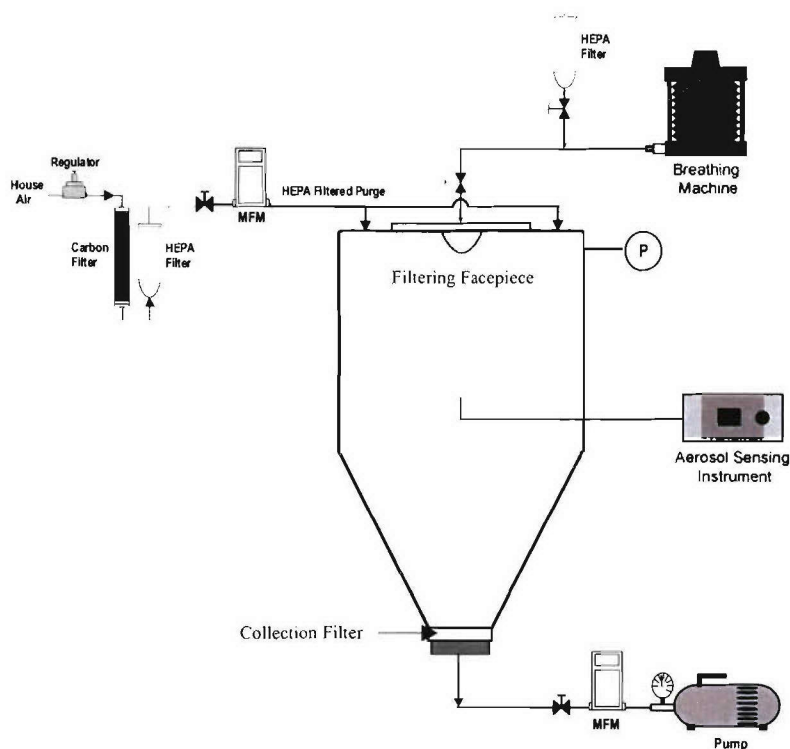 HEPA
Filter
Breathing
Machine
Regulator
House
Air
HEPA Filtered Purge
MFM
Carbon
Filter
HEPA
Filter
Filtering Facepiece
P
Aerosol Sensing
Instrument
Collection Filter
MFM
Pump